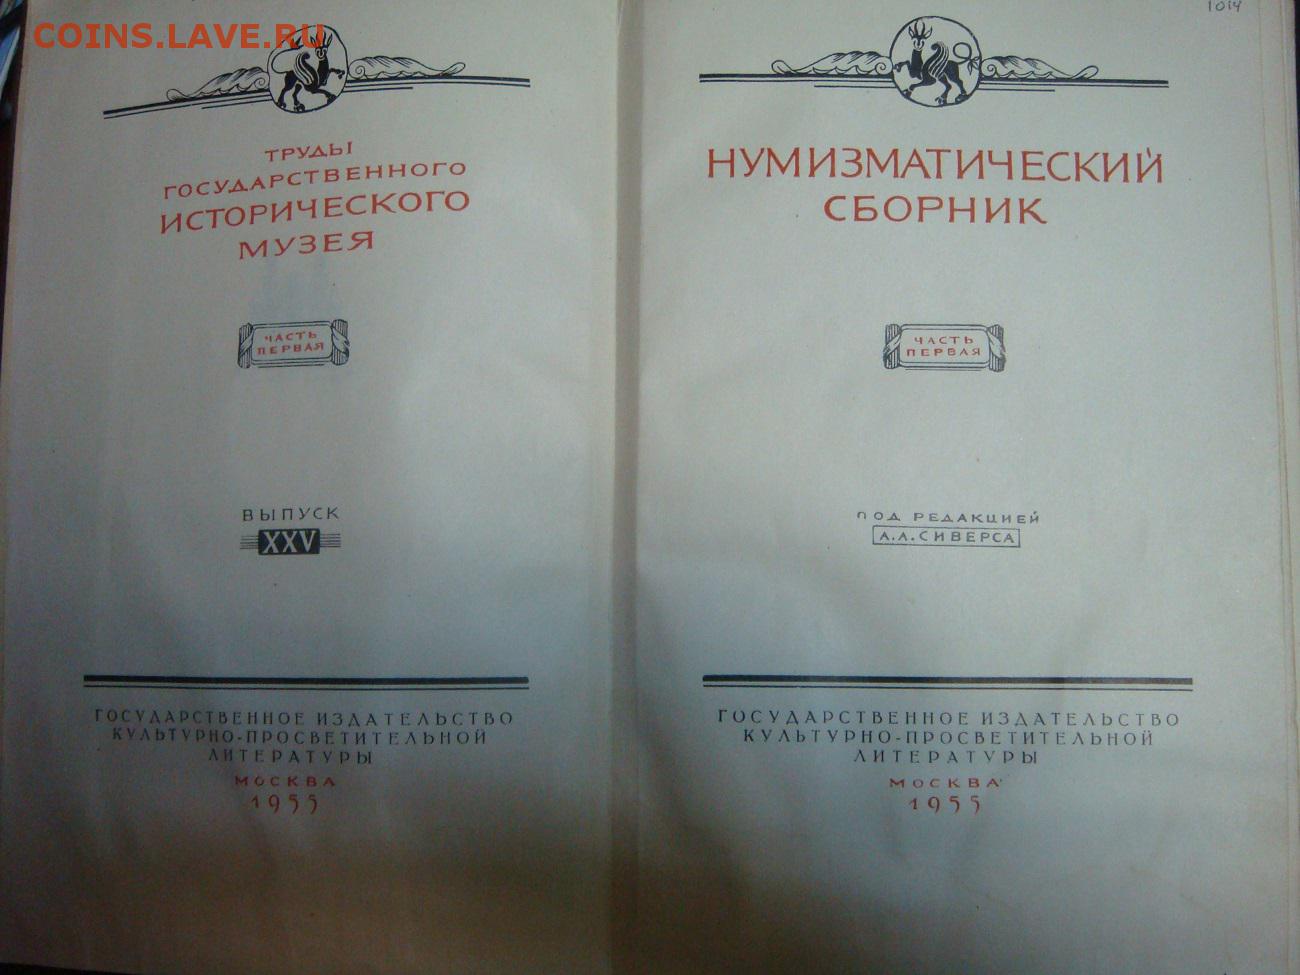 COINS.LAVE.RU
ТРУДЫ
ГОСУДАРСТВЕННОГО
ИСТОРИЧЕСКОГО
МУЗЕЯ
ЧАСТЬ
ПЕРВАЯ
ВЫПУСК
XXV
ГОСУДАРСТВЕННОЕ ИЗДАТЕЛЬСТВО
КУЛЬТУРНО-ПРОСВЕТИТЕЛЬНОЙ
ЛИТЕРАТУРЫ
МОСКВА
1955
1014
НУМИЗМАТИЧЕСКИЙ
СБОРНИК
ЧАСТЬ
ПЕРВАЯ
ПОД РЕДАКЦИЕЙ
А.А.СИВЕРСА
ГОСУДАРСТВЕННОЕ ИЗДАТЕЛЬСТВО
КУЛЬТУРНО-ПРОСВЕТИТЕЛЬНОЙ
ЛИТЕРАТУРЫ
МОСКВА
1955